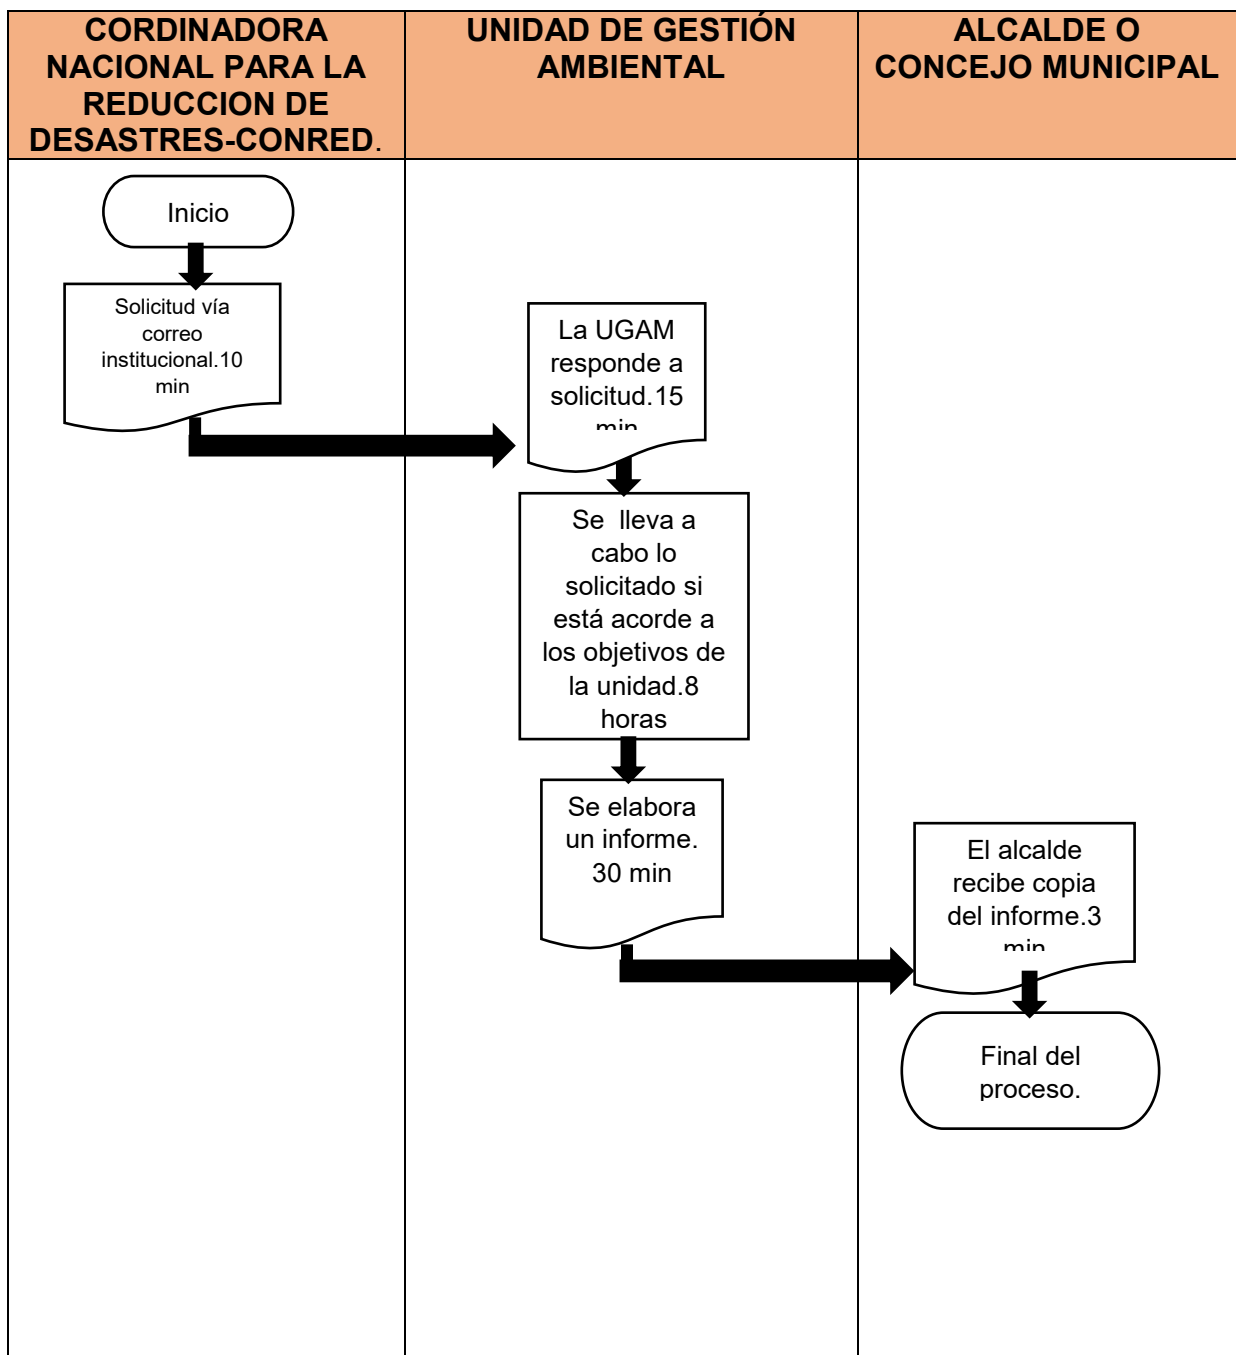 CORDINADORA
NACIONAL PARA LA
REDUCCION DE
DESASTRES-CONRED.
UNIDAD DE GESTIÓN
AMBIENTAL
ALCALDE O
CONCEJO MUNICIPAL
Inicio
Solicitud vía
correo
institucional.10
min
La UGAM
responde a
solicitud.15
min
Se lleva a
cabo lo
solicitado si
está acorde a
los objetivos de
la unidad.8
horas
Se elabora
un informe.
30 min
El alcalde
recibe copia
del informe.3
min
Final del
proceso.